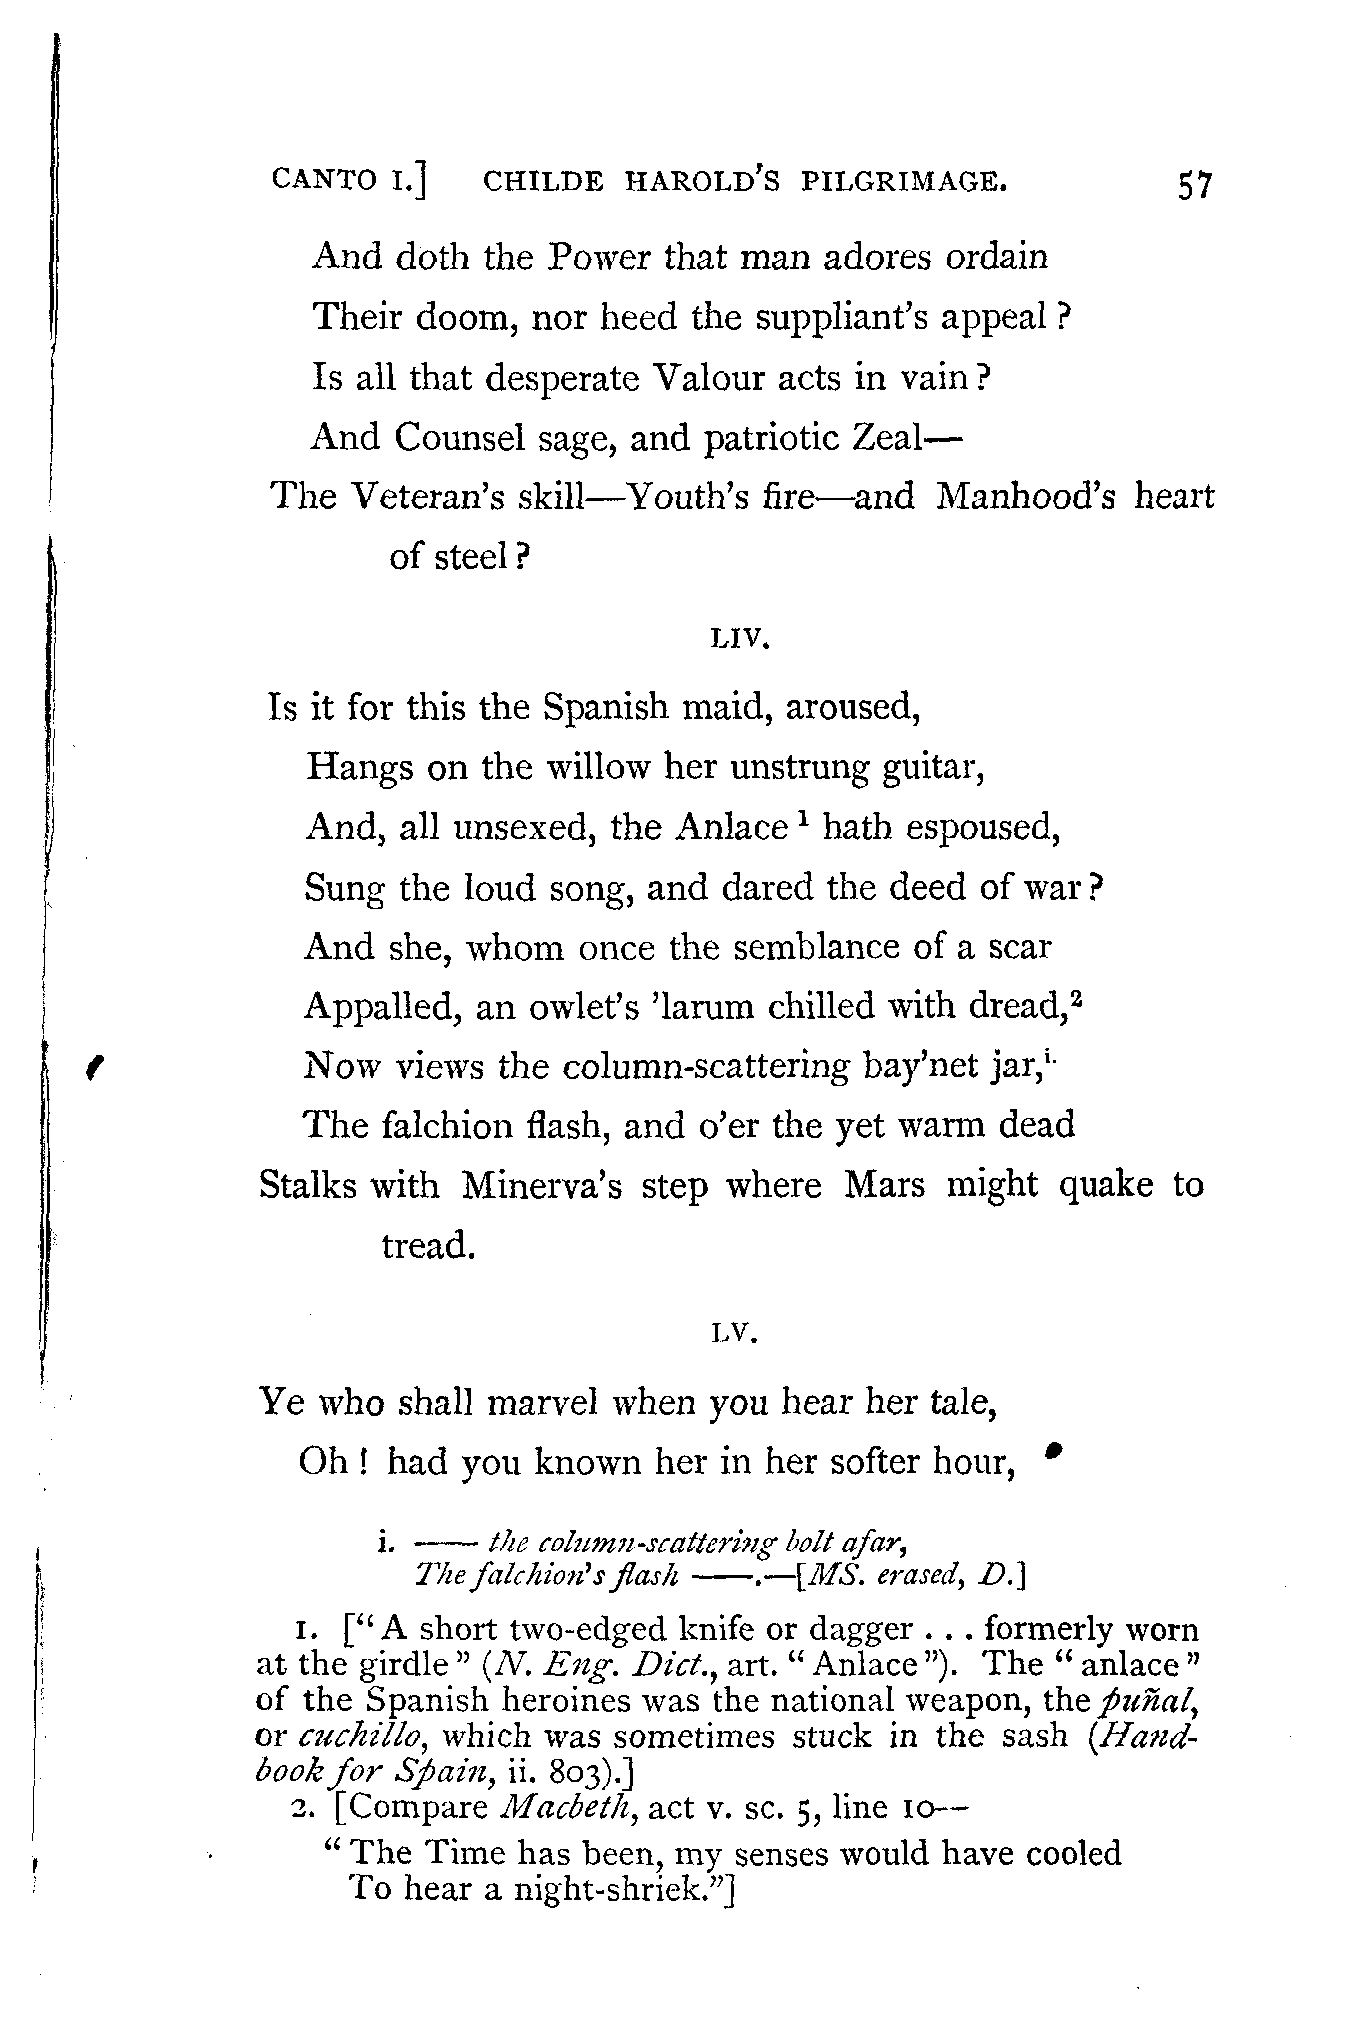 CANTO I.] CHILDE HAROLD'S PILGRIMAGE. 57
And doth the Power that man adores ordain
Their doom, nor heed the suppliant's appeal?
Is all that desperate Valour acts in vain?
And Counsel sage, and patriotic Zeal—
The Veteran's skill—Youth's fire—and Manhood's heart
of steel?
LIV.
Is it for this the Spanish maid, aroused,
Hangs on the willow her unstrung guitar,
And, all unsexed, the Anlace ¹ hath espoused,
Sung the loud song, and dared the deed of war?
And she, whom once the semblance of a scar
Appalled, an owlet's 'larum chilled with dread,²
Now views the column-scattering bay'net jar,i.
The falchion flash, and o'er the yet warm dead
Stalks with Minerva's step where Mars might quake to
tread.
LV.
Ye who shall marvel when you hear her tale,
Oh! had you known her in her softer hour,
i. —— the column-scattering bolt afar,
The falchion's flash ——.—[MS. erased, D.]
1. ["A short two-edged knife or dagger . . . formerly worn
at the girdle" (N. Eng. Dict., art. "Anlace"). The "anlace"
of the Spanish heroines was the national weapon, the puñal,
or cuchillo, which was sometimes stuck in the sash (Hand-
book for Spain, ii. 803).]
2. [Compare Macbeth, act v. sc. 5, line 10—
"The Time has been, my senses would have cooled
To hear a night-shriek."]